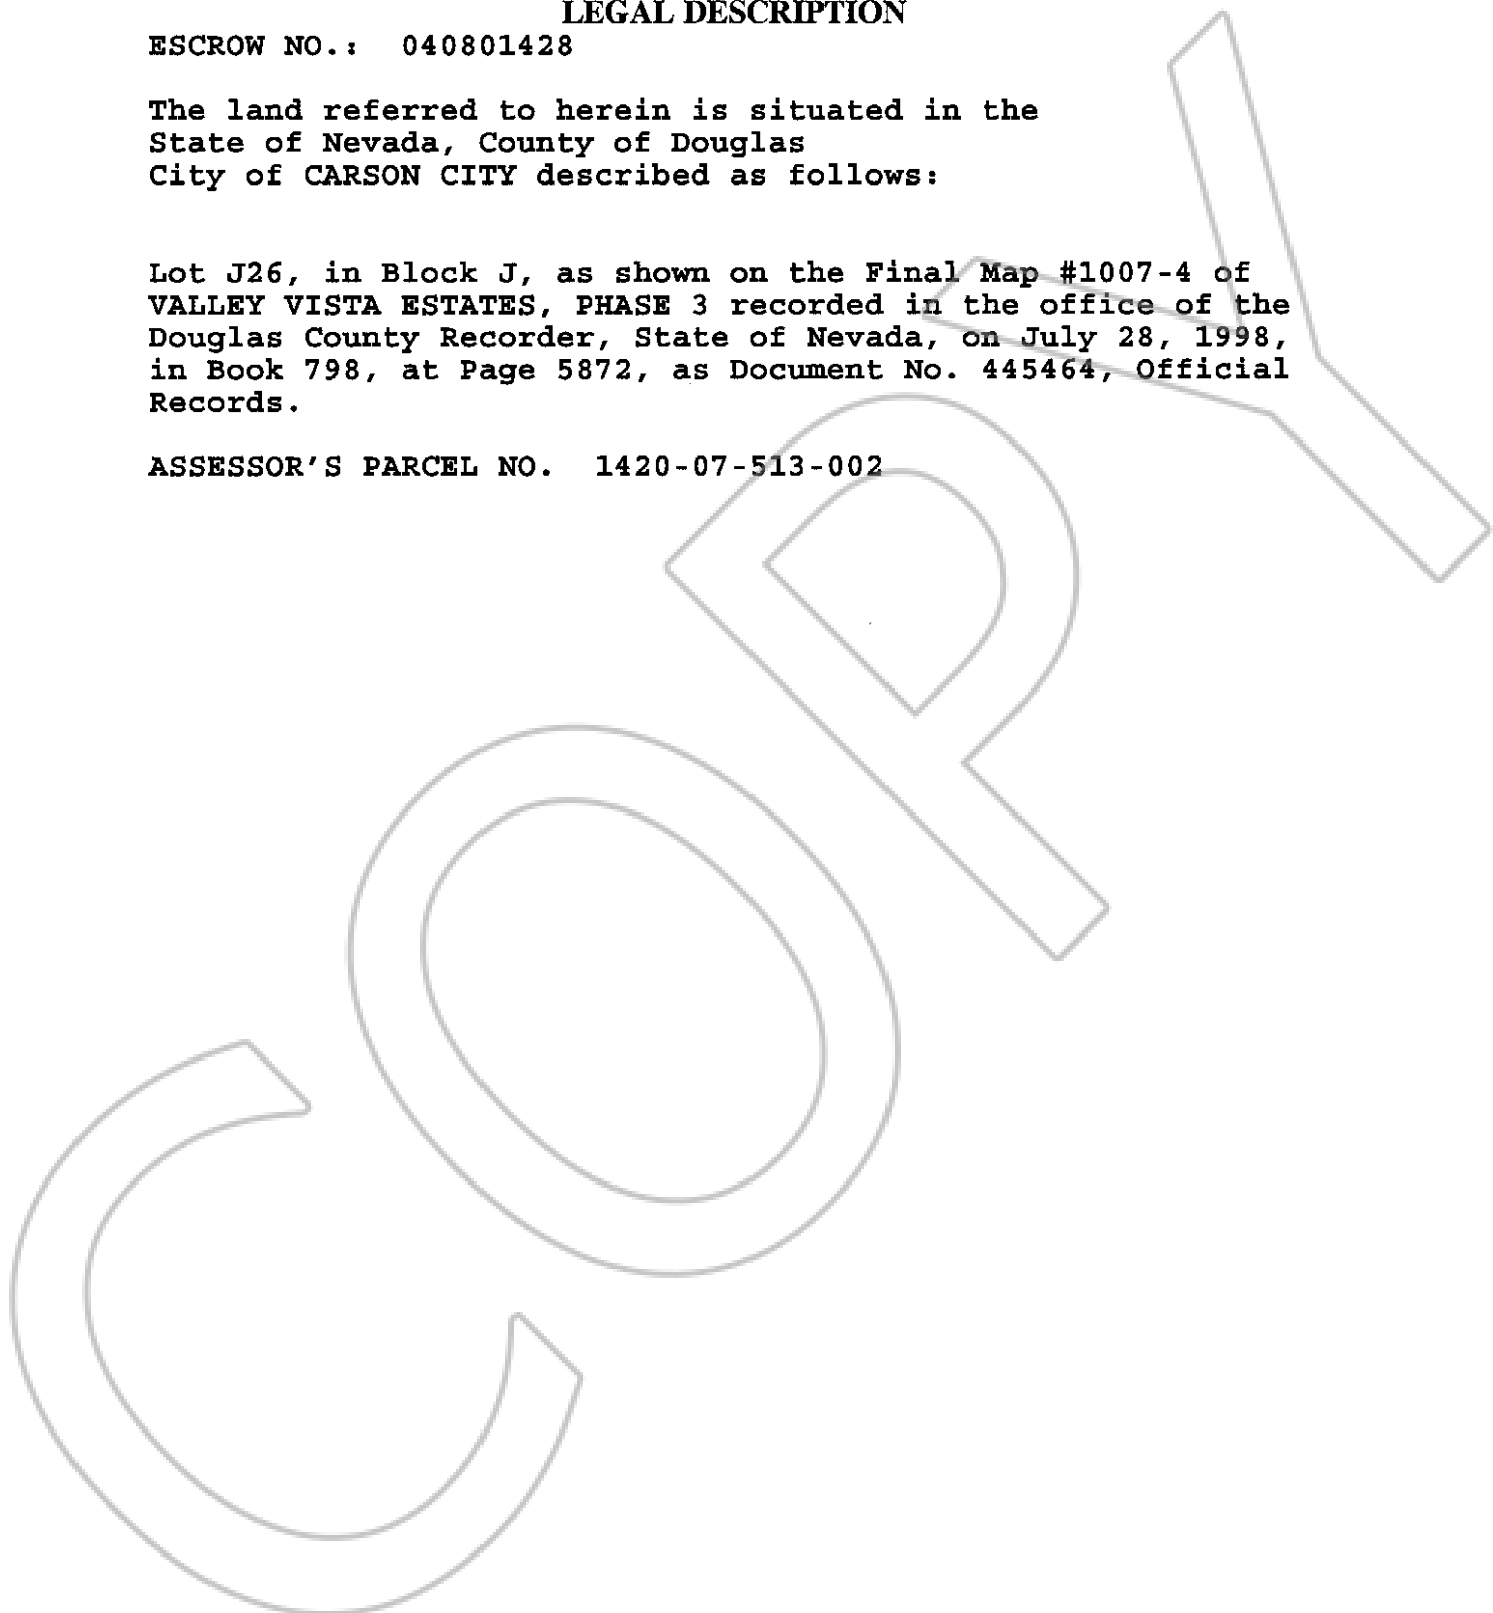 LEGAL DESCRIPTION
ESCROW NO.: 040801428
The land referred to herein is situated in the
State of Nevada, County of Douglas
City of CARSON CITY described as follows:
Lot J26, in Block J, as shown on the Final Map #1007-4 of
VALLEY VISTA ESTATES, PHASE 3 recorded in the office of the
Douglas County Recorder, State of Nevada, on July 28, 1998,
in Book 798, at Page 5872, as Document No. 445464, Official
Records.
ASSESSOR'S PARCEL NO. 1420-07-513-002
COPY